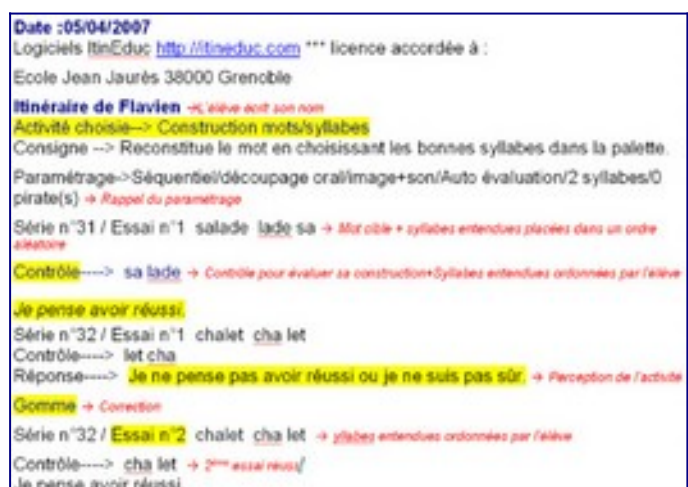 Date :05/04/2007
Logiciels ItinEduc http://itineduc.com *** licence accordée à :
Ecole Jean Jaurès 38000 Grenoble
Itinéraire de Flavien →L'élève écrit son nom
Activité choisie--> Construction mots/syllabes
Consigne --> Reconstitue le mot en choisissant les bonnes syllabes dans la palette.
Paramétrage->Séquentiel/découpage oral/image+son/Auto évaluation/2 syllabes/0
pirate(s) → Rappel du paramétrage
Série n°31 / Essai n°1 salade lade sa → Mot cible + syllabes entendues placées dans un ordre
aléatoire
Contrôle----> sa lade → Contrôle pour évaluer sa construction+Syllabes entendues ordonnées par l'élève
Je pense avoir réussi.
Série n°32 / Essai n°1 chalet cha let
Contrôle----> let cha
Réponse----> Je ne pense pas avoir réussi ou je ne suis pas sûr. → Perception de l'activité
Gomme → Correction
Série n°32 / Essai n°2 chalet cha let → yllabes entendues ordonnées par l'élève
Contrôle----> cha let → 2ème essai réussi/
Je pense avoir réussi